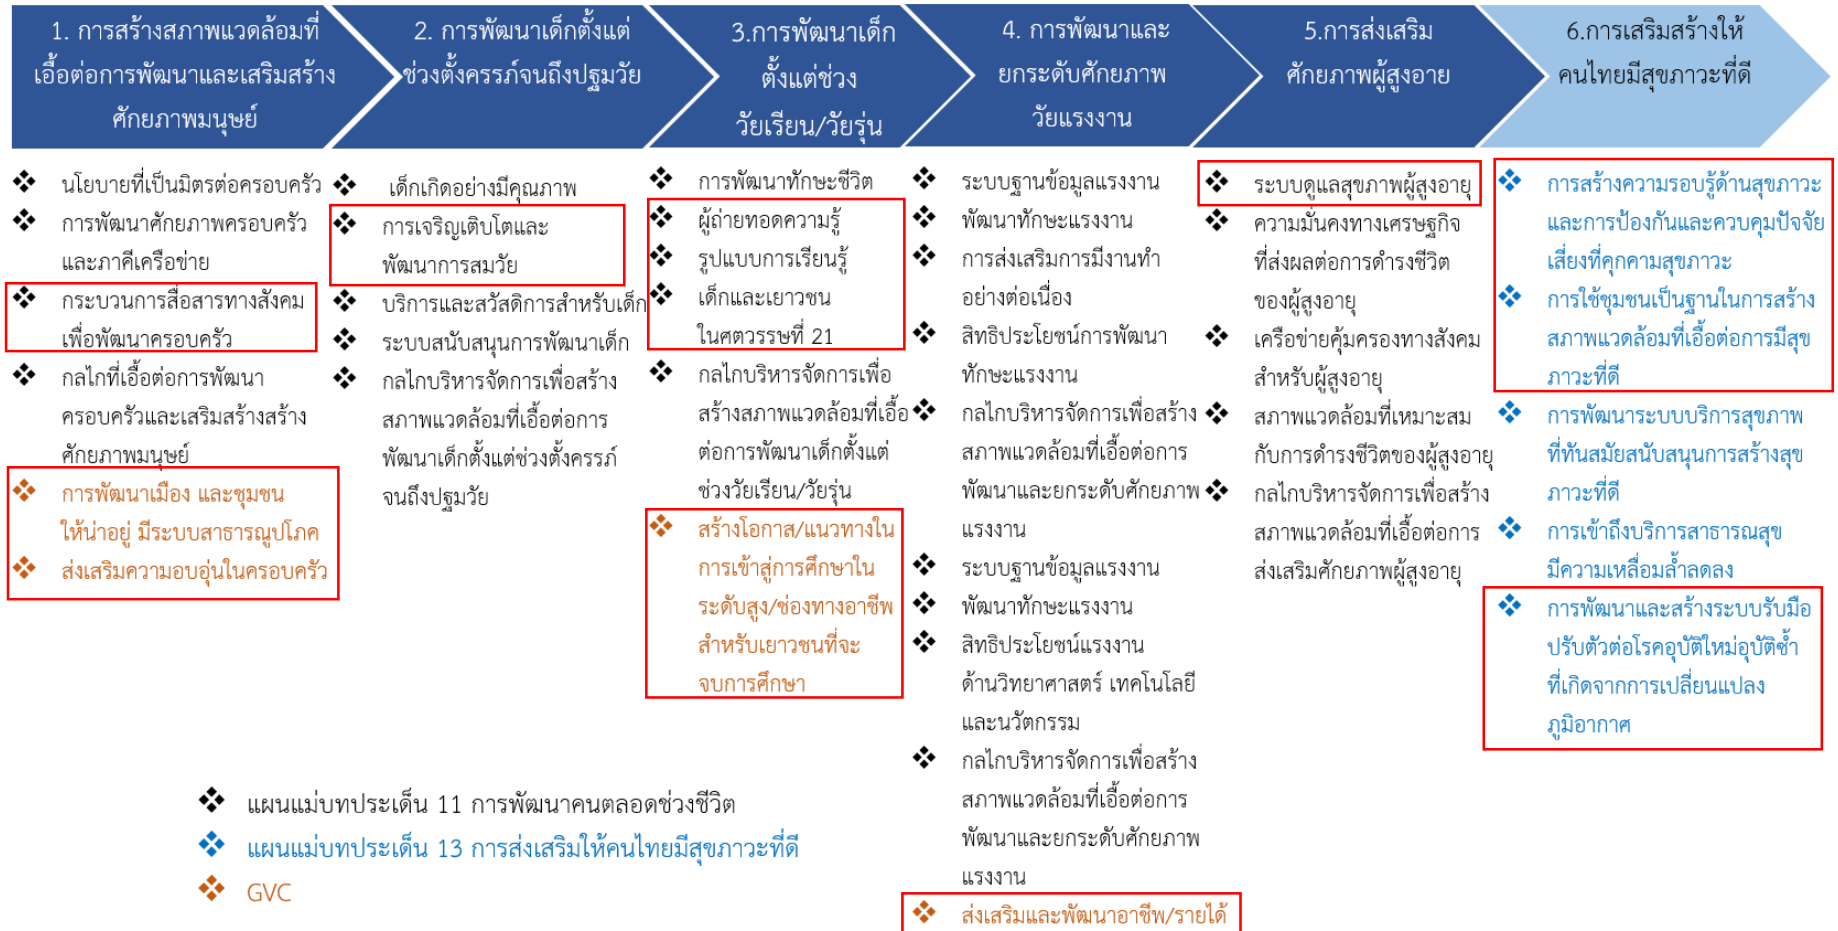 1. การสร้างสภาพแวดล้อมที่
เอื้อต่อการพัฒนาและเสริมสร้าง
ศักยภาพมนุษย์
2. การพัฒนาเด็กตั้งแต่
ช่วงตั้งครรภ์จนถึงปฐมวัย
3.การพัฒนาเด็ก
ตั้งแต่ช่วง
วัยเรียน/วัยรุ่น
4. การพัฒนาและ
ยกระดับศักยภาพ
วัยแรงงาน
5.การส่งเสริม
ศักยภาพผู้สูงอาย
6.การเสริมสร้างให้
คนไทยมีสุขภาวะที่ดี
นโยบายที่เป็นมิตรต่อครอบครัว
การพัฒนาศักยภาพครอบครัว
และภาคีเครือข่าย
กระบวนการสื่อสารทางสังคม
เพื่อพัฒนาครอบครัว
กลไกที่เอื้อต่อการพัฒนา
ครอบครัวและเสริมสร้างสร้าง
ศักยภาพมนุษย์
การพัฒนาเมือง และชุมชน
ให้น่าอยู่ มีระบบสาธารณูปโภค
ส่งเสริมความอบอุ่นในครอบครัว
เด็กเกิดอย่างมีคุณภาพ
การเจริญเติบโตและ
พัฒนาการสมวัย
บริการและสวัสดิการสำหรับเด็ก
ระบบสนับสนุนการพัฒนาเด็ก
กลไกบริหารจัดการเพื่อสร้าง
สภาพแวดล้อมที่เอื้อต่อการ
พัฒนาเด็กตั้งแต่ช่วงตั้งครรภ์
จนถึงปฐมวัย
การพัฒนาทักษะชีวิต
ผู้ถ่ายทอดความรู้
รูปแบบการเรียนรู้
เด็กและเยาวชน
ในศตวรรษที่ 21
กลไกบริหารจัดการเพื่อ
สร้างสภาพแวดล้อมที่เอื้อ
ต่อการพัฒนาเด็กตั้งแต่
ช่วงวัยเรียน/วัยรุ่น
สร้างโอกาส/แนวทางใน
การเข้าสู่การศึกษาใน
ระดับสูง/ช่องทางอาชีพ
สำหรับเยาวชนที่จะ
จบการศึกษา
ระบบฐานข้อมูลแรงงาน
พัฒนาทักษะแรงงาน
การส่งเสริมการมีงานทำ
อย่างต่อเนื่อง
สิทธิประโยชน์การพัฒนา
ทักษะแรงงาน
กลไกบริหารจัดการเพื่อสร้าง
สภาพแวดล้อมที่เอื้อต่อการ
พัฒนาและยกระดับศักยภาพ
แรงงาน
ระบบฐานข้อมูลแรงงาน
พัฒนาทักษะแรงงาน
สิทธิประโยชน์แรงงาน
ด้านวิทยาศาสตร์ เทคโนโลยี
และนวัตกรรม
กลไกบริหารจัดการเพื่อสร้าง
สภาพแวดล้อมที่เอื้อต่อการ
พัฒนาและยกระดับศักยภาพ
แรงงาน
ส่งเสริมและพัฒนาอาชีพ/รายได้
ระบบดูแลสุขภาพผู้สูงอายุ
ความมั่นคงทางเศรษฐกิจ
ที่ส่งผลต่อการดำรงชีวิต
ของผู้สูงอายุ
เครือข่ายคุ้มครองทางสังคม
สำหรับผู้สูงอายุ
สภาพแวดล้อมที่เหมาะสม
กับการดำรงชีวิตของผู้สูงอายุ
กลไกบริหารจัดการเพื่อสร้าง
สภาพแวดล้อมที่เอื้อต่อการ
ส่งเสริมศักยภาพผู้สูงอายุ
การสร้างความรอบรู้ด้านสุขภาวะ
และการป้องกันและควบคุมปัจจัย
เสี่ยงที่คุกคามสุขภาวะ
การใช้ชุมชนเป็นฐานในการสร้าง
สภาพแวดล้อมที่เอื้อต่อการมีสุข
ภาวะที่ดี
การพัฒนาระบบบริการสุขภาพ
ที่ทันสมัยสนับสนุนการสร้างสุข
ภาวะที่ดี
การเข้าถึงบริการสาธารณสุข
มีความเหลื่อมล้ำลดลง
การพัฒนาและสร้างระบบรับมือ
ปรับตัวต่อโรคอุบัติใหม่อุบัติซ้ำ
ที่เกิดจากการเปลี่ยนแปลง
ภูมิอากาศ
แผนแม่บทประเด็น 11 การพัฒนาคนตลอดช่วงชีวิต
แผนแม่บทประเด็น 13 การส่งเสริมให้คนไทยมีสุขภาวะที่ดี
GVC